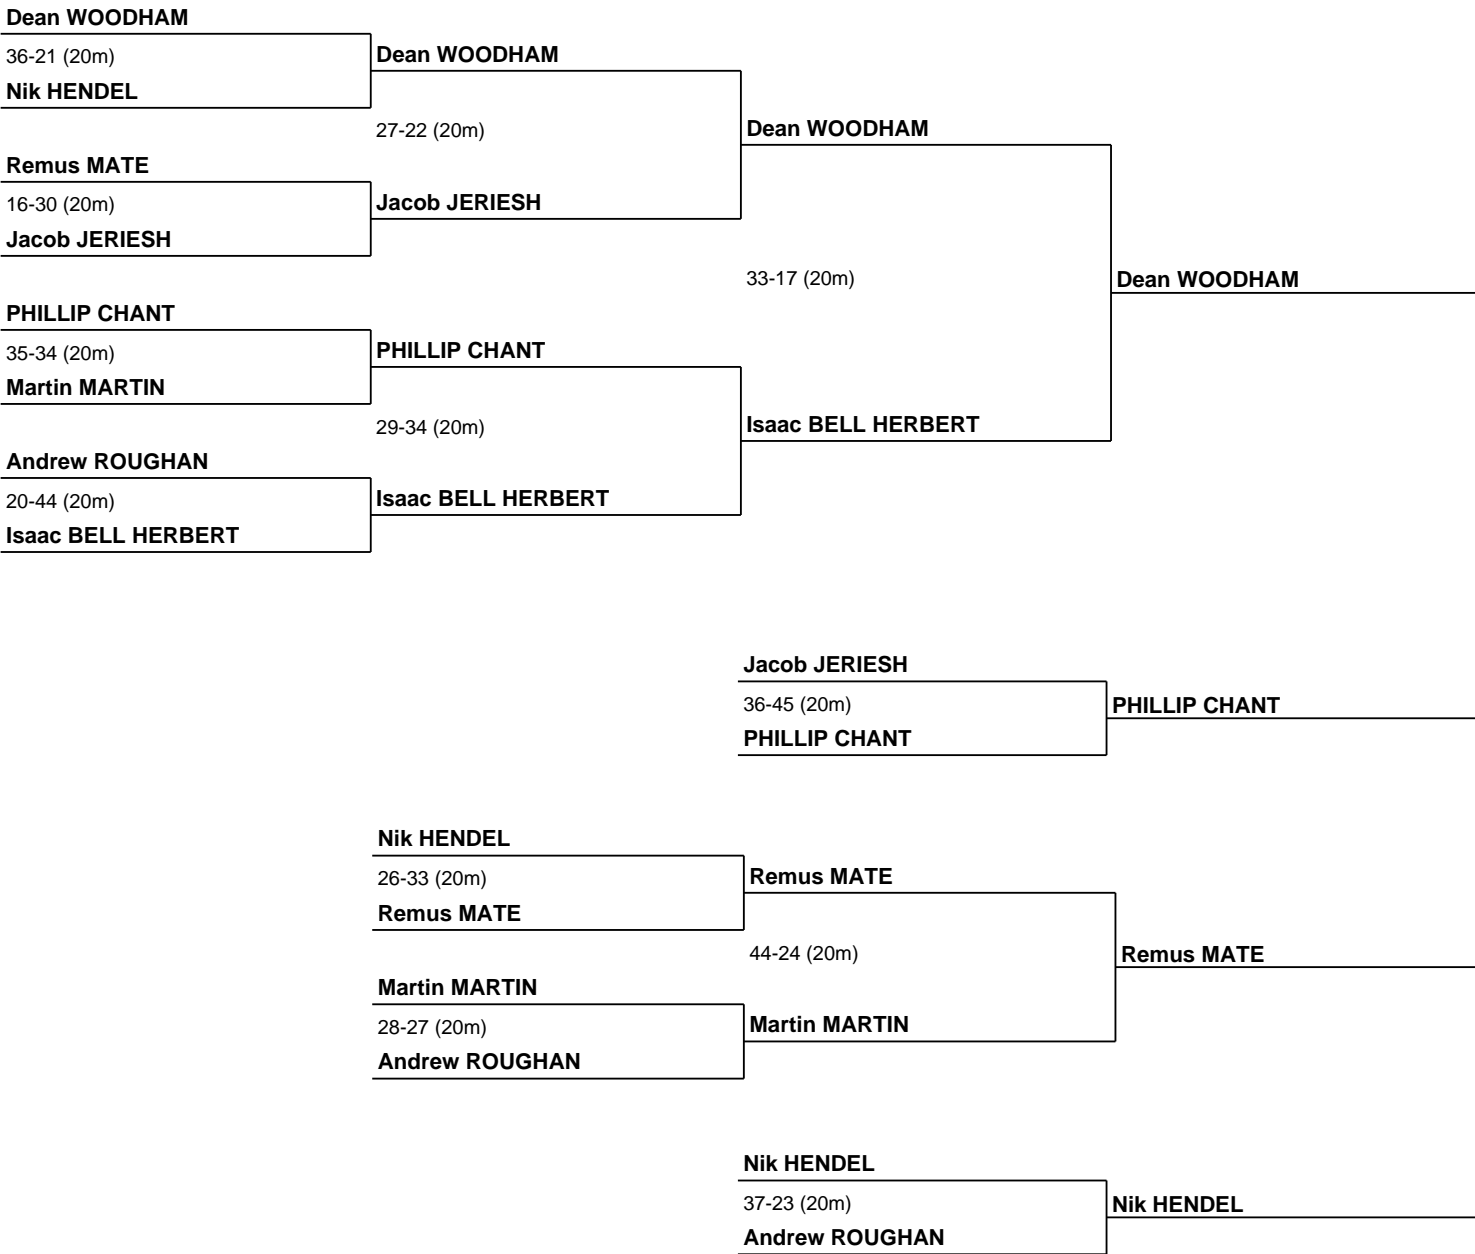 Dean WOODHAM
36-21 (20m)
Dean WOODHAM
Nik HENDEL
27-22 (20m)
Dean WOODHAM
Remus MATE
16-30 (20m)
Jacob JERIESH
Jacob JERIESH
33-17 (20m)
Dean WOODHAM
PHILLIP CHANT
35-34 (20m)
PHILLIP CHANT
Martin MARTIN
29-34 (20m)
Isaac BELL HERBERT
Andrew ROUGHAN
20-44 (20m)
Isaac BELL HERBERT
Isaac BELL HERBERT
Jacob JERIESH
36-45 (20m)
PHILLIP CHANT
PHILLIP CHANT
Nik HENDEL
26-33 (20m)
Remus MATE
Remus MATE
44-24 (20m)
Remus MATE
Martin MARTIN
28-27 (20m)
Martin MARTIN
Andrew ROUGHAN
Nik HENDEL
37-23 (20m)
Nik HENDEL
Andrew ROUGHAN